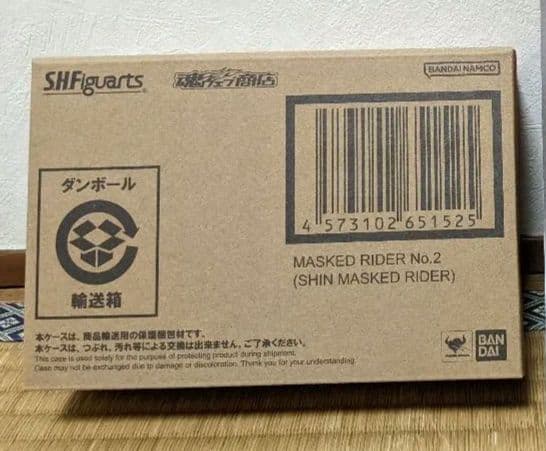 S.H.Figuarts
魂ウェブ商店
BANDAI NAMCO
4 573102 651525
ダンボール
輸送箱
MASKED RIDER No.2
(SHIN MASKED RIDER)
本ケースは、商品輸送用の保護梱包材です。
本ケースは、つぶれ、汚れ等による交換は出来ません、ご了承ください。
This case is used solely for the purpose of protecting product during shipment.
Case may not be exchanged due to damage or discoloration. Thank you for your understanding.
BAN
DAI